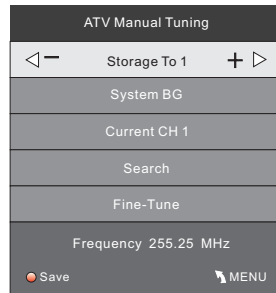 ATV Manual Tuning
− Storage To 1 +
System BG
Current CH 1
Search
Fine-Tune
Frequency 255.25 MHz
Save MENU